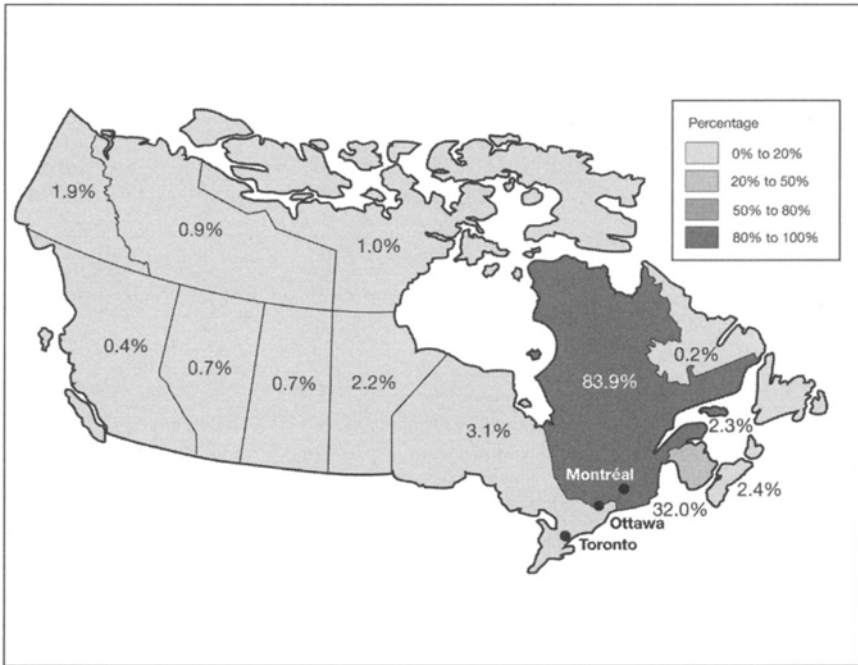 Percentage
0% to 20%
20% to 50%
50% to 80%
80% to 100%
1.9%
0.9%
1.0%
0.4%
0.7%
0.7%
2.2%
3.1%
83.9%
0.2%
2.3%
2.4%
32.0%
Montréal
Ottawa
Toronto